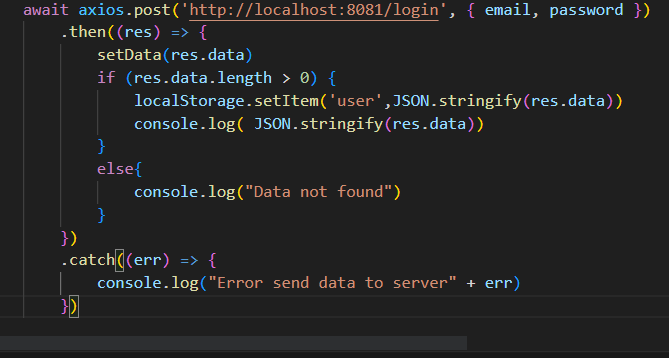 await axios.post('http://localhost:8081/login', { email, password })
.then((res) => {
setData(res.data)
if (res.data.length > 0) {
localStorage.setItem('user',JSON.stringify(res.data))
console.log( JSON.stringify(res.data))
}
else{
console.log("Data not found")
}
})
.catch((err) => {
console.log("Error send data to server" + err)
})